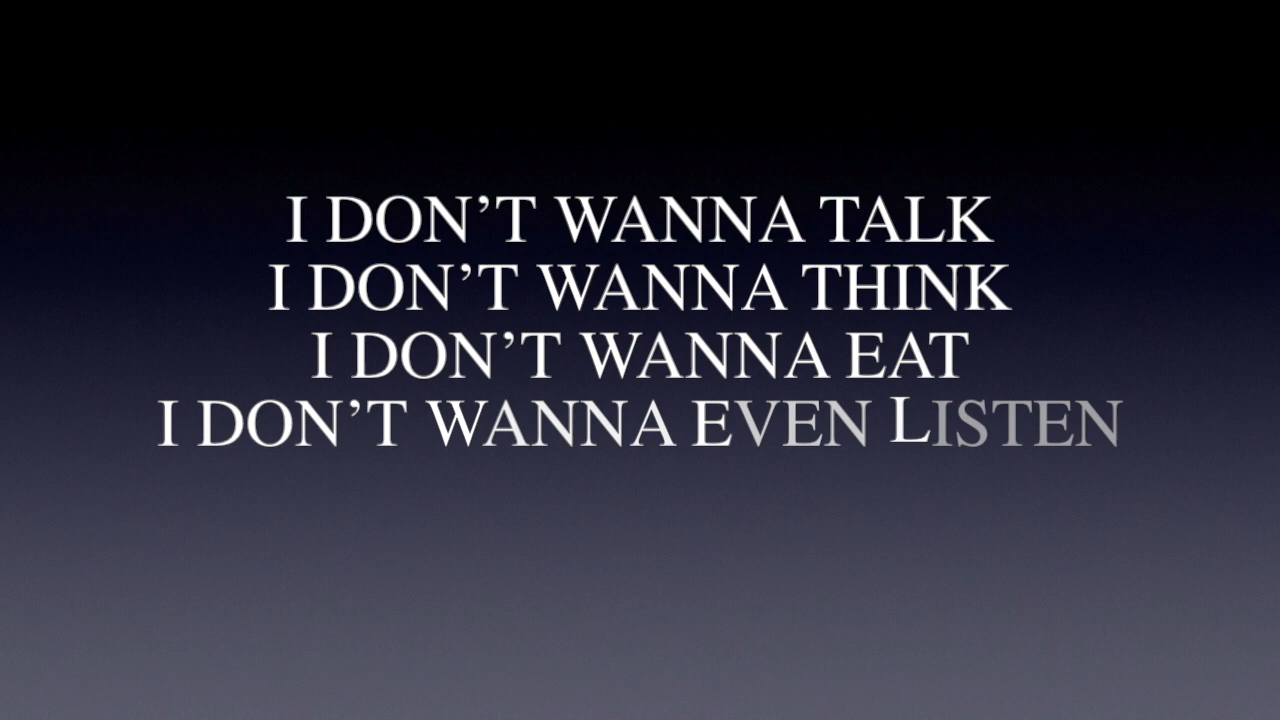 I DON’T WANNA TALK
I DON’T WANNA THINK
I DON’T WANNA EAT
I DON’T WANNA EVEN LISTEN